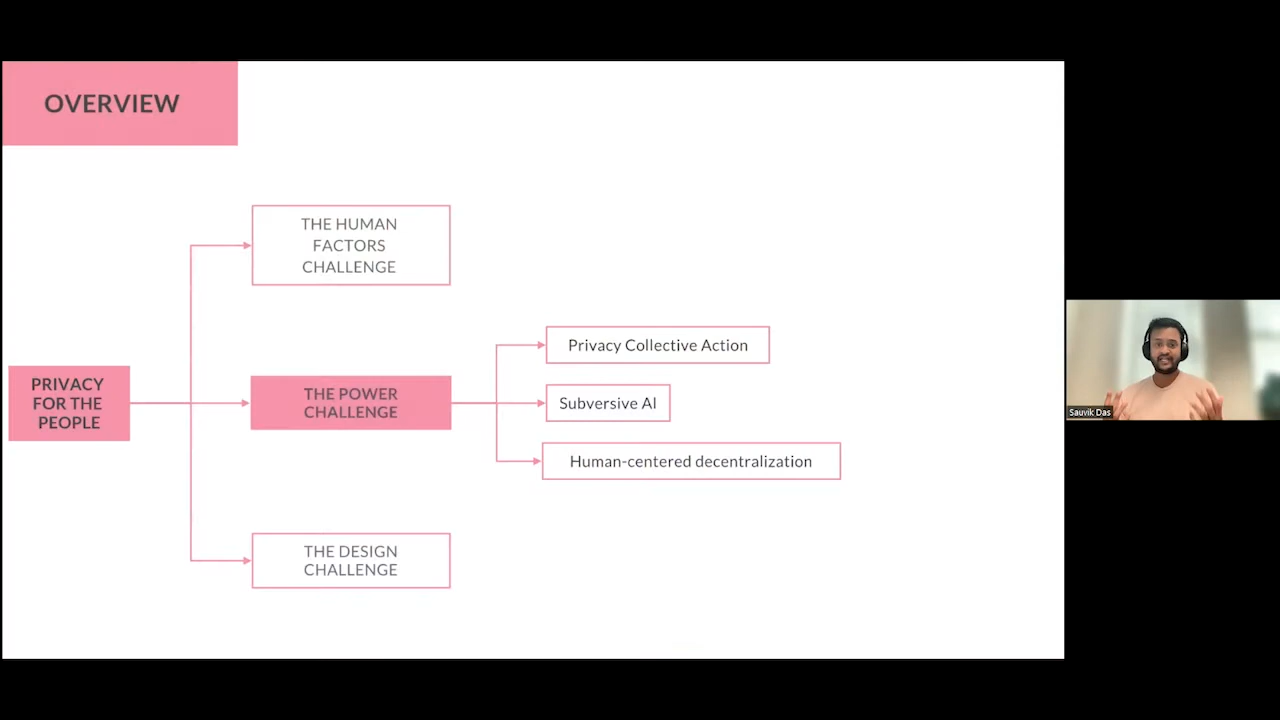 OVERVIEW
THE HUMAN
FACTORS
CHALLENGE
PRIVACY
FOR THE
PEOPLE
THE POWER
CHALLENGE
Privacy Collective Action
Subversive AI
Human-centered decentralization
THE DESIGN
CHALLENGE
Sauvik Das